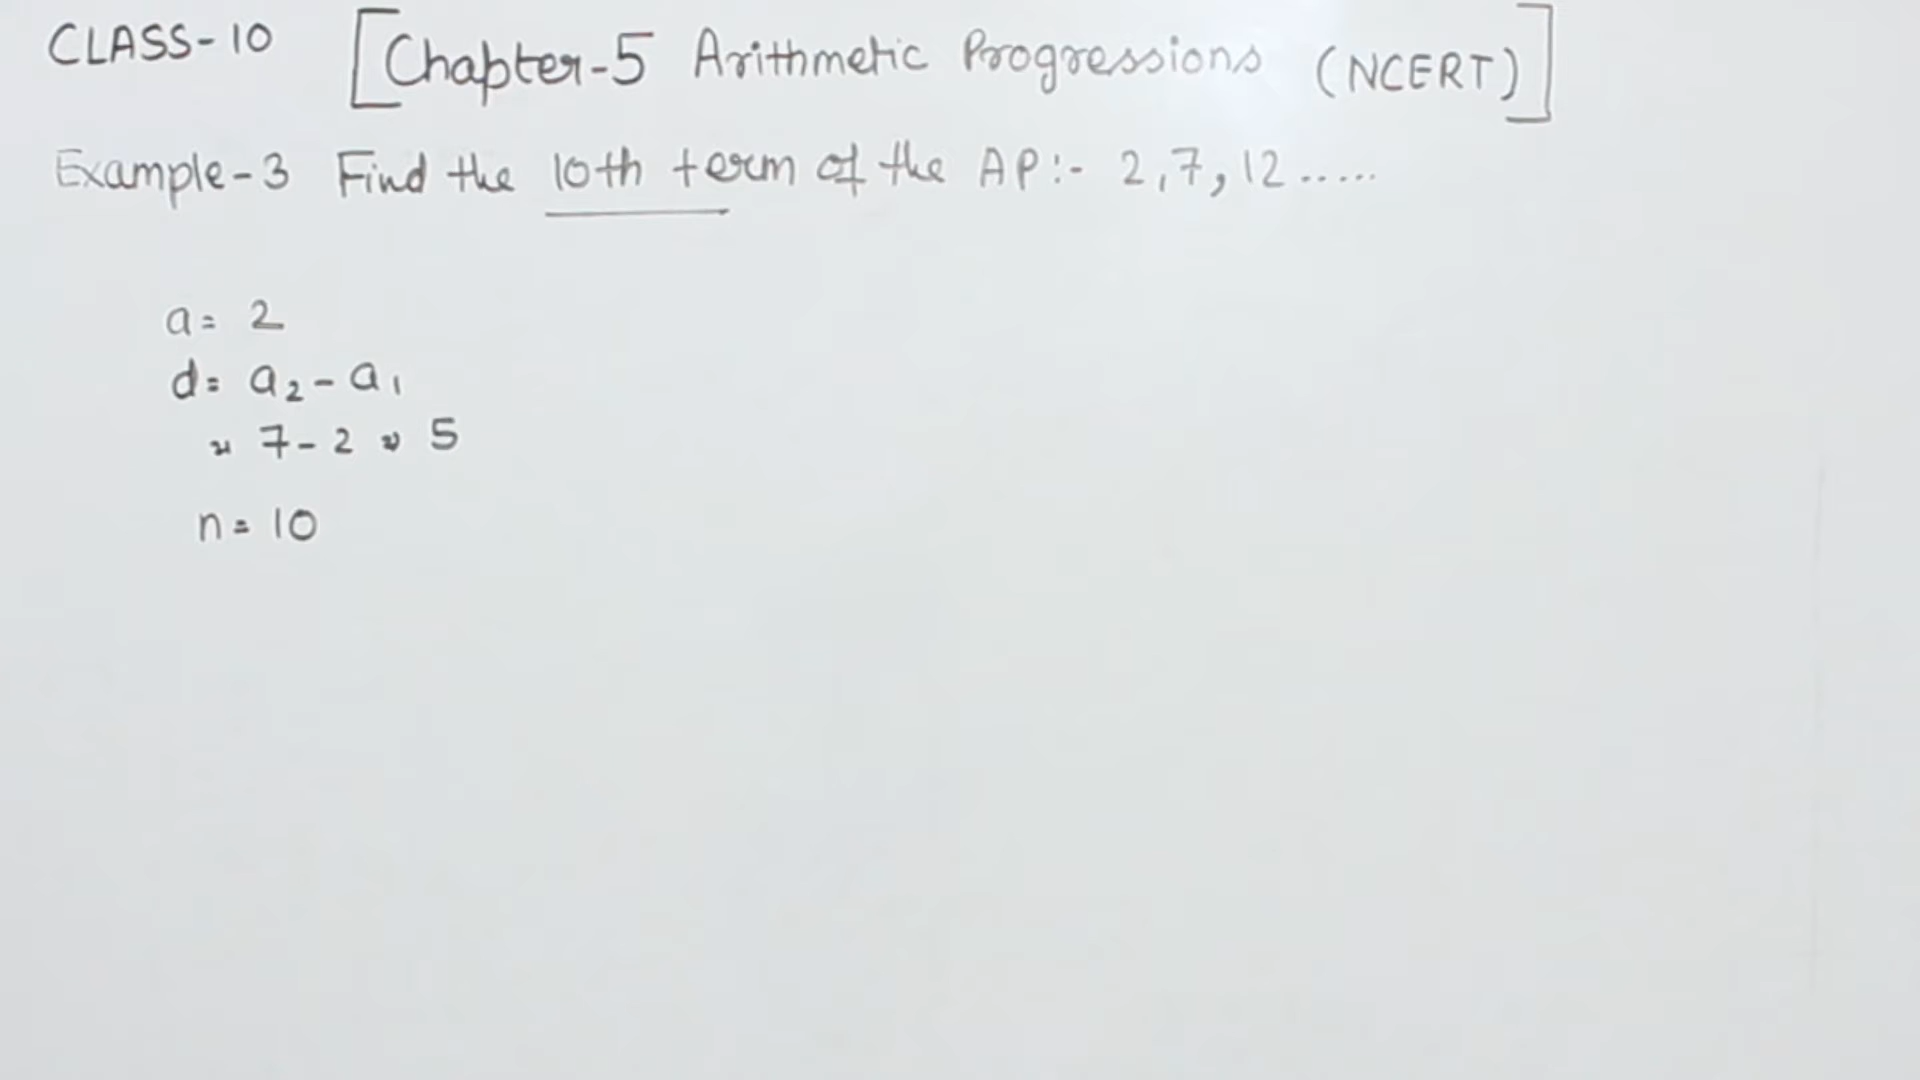 CLASS-10 [Chapter-5 Arithmetic Progressions (NCERT)]
Example-3 Find the 10th term of the AP:- 2,7,12.....
a= 2
d= a₂-a₁
= 7-2 = 5
n= 10